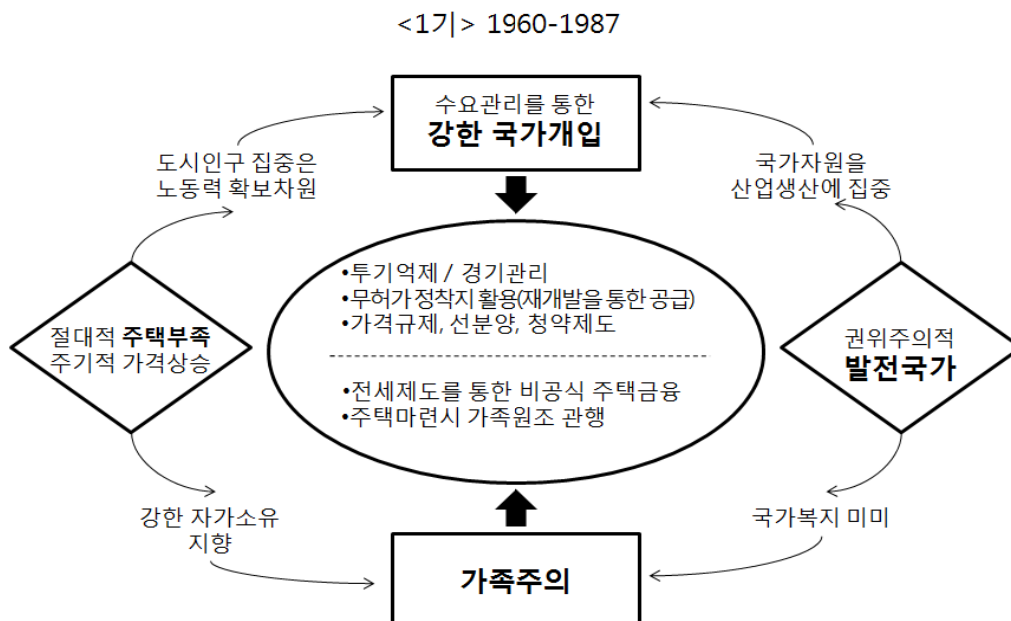 <1기> 1960-1987
수요관리를 통한
강한 국가개입
도시인구 집중은
노동력 확보차원
국가자원을
산업생산에 집중
•투기억제 / 경기관리
•무허가 정착지 활용(재개발을 통한 공급)
•가격규제, 선분양, 청약제도
절대적 주택부족
주기적 가격상승
권위주의적
발전국가
•전세제도를 통한 비공식 주택금융
•주택마련시 가족원조 관행
강한 자가소유
지향
국가복지 미미
가족주의